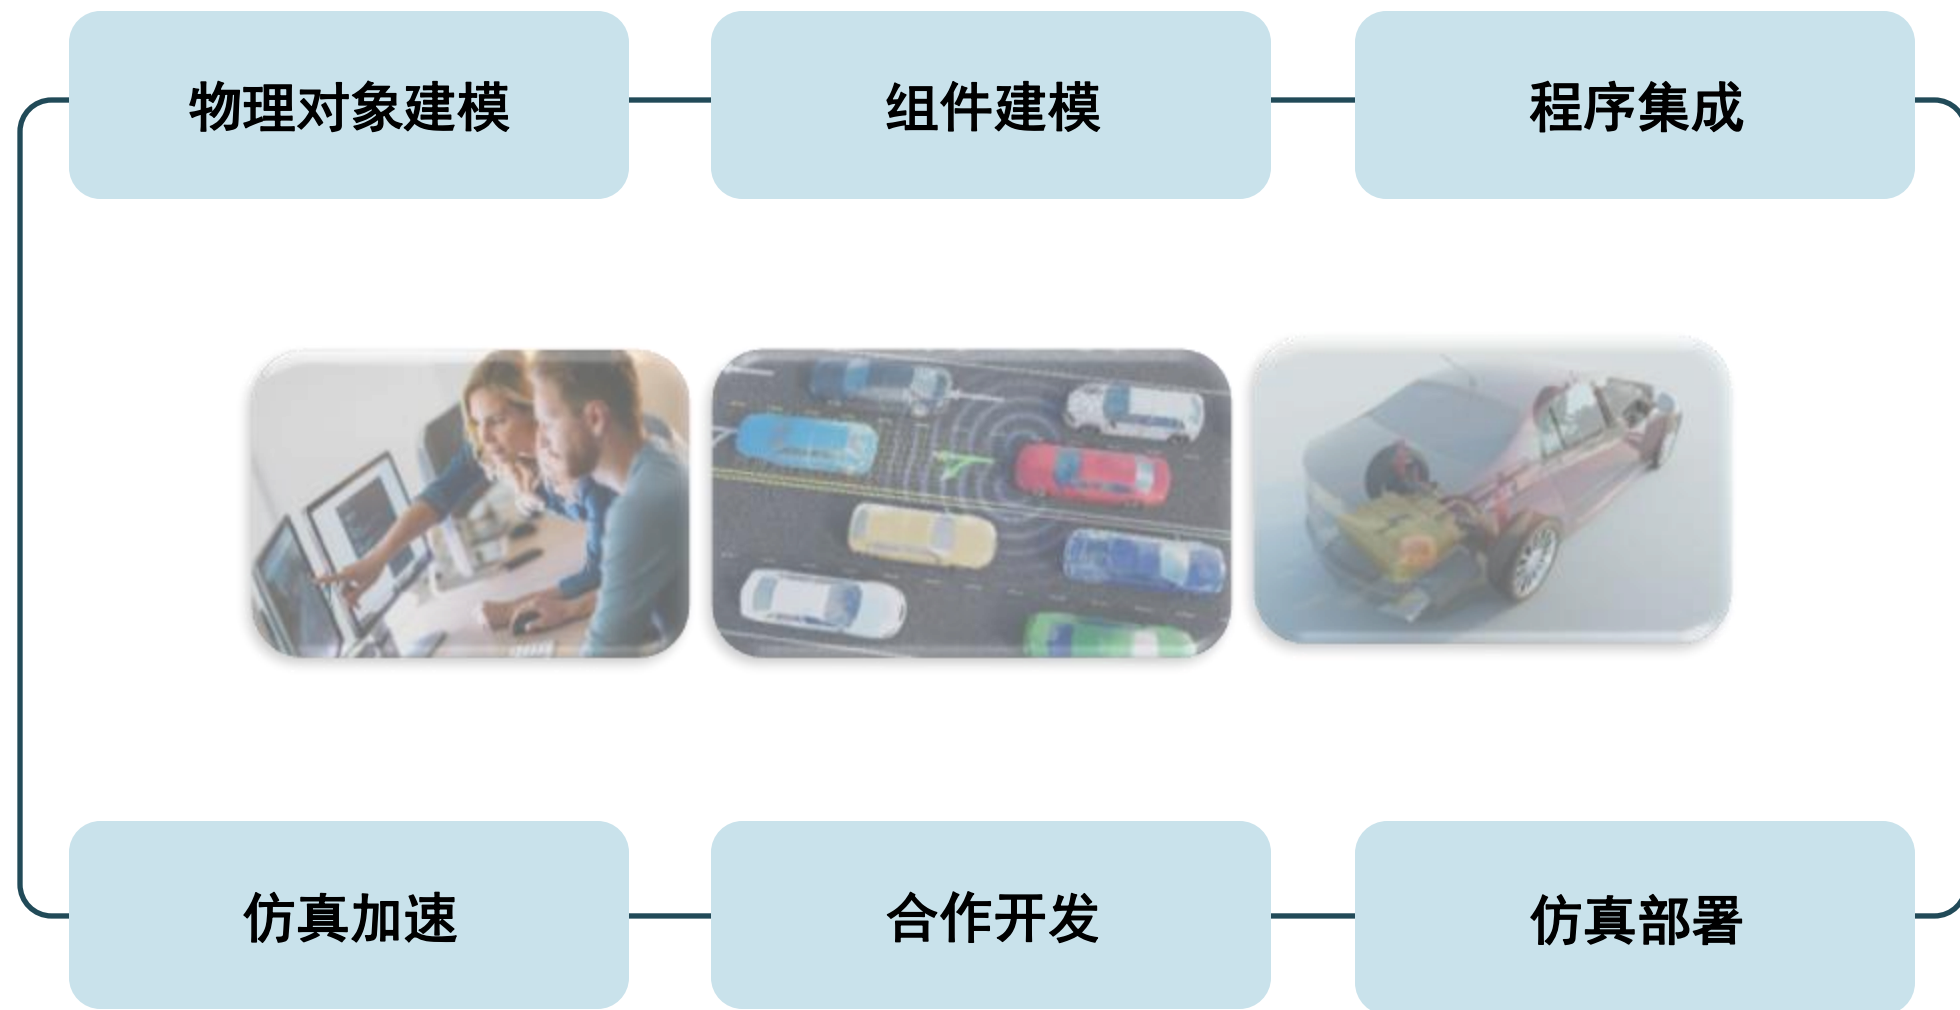 物理对象建模
组件建模
程序集成
仿真加速
合作开发
仿真部署